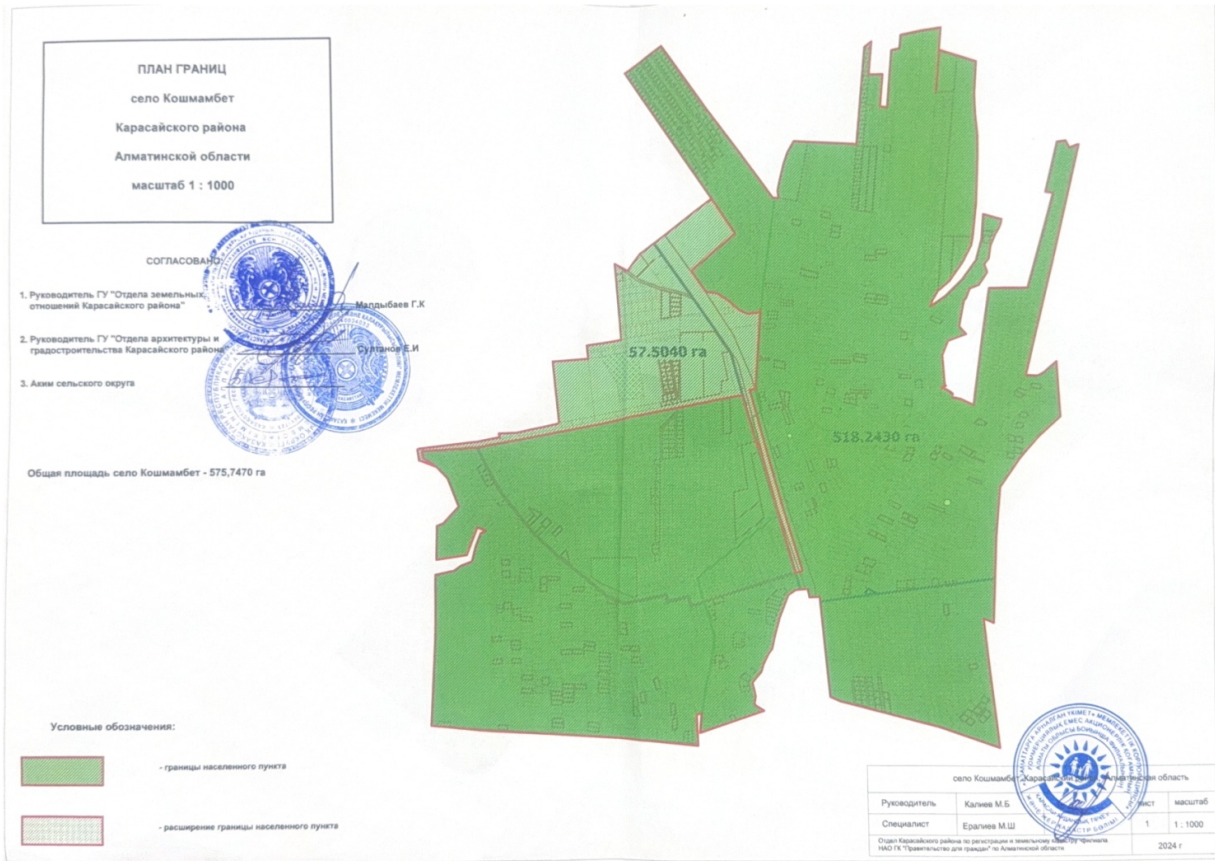 ПЛАН ГРАНИЦ
село Кошмамбет
Карасайского района
Алматинской области
масштаб 1 : 1000
СОГЛАСОВАНО:
1. Руководитель ГУ "Отдела земельных
отношений Карасайского района"
Малдыбаев Г.К
2. Руководитель ГУ "Отдела архитектуры и
градостроительства Карасайского района"
Султанов Е.И
3. Аким сельского округа
Общая площадь село Кошмамбет - 575,7470 га
57.5040 га
518.2430 га
Условные обозначения:
- границы населенного пункта
- расширение границы населенного пункта
село Кошмамбет, Карасайский район, Алматинская область
Руководитель Калиев М.Б лист масштаб
Специалист Ералиев М.Ш 1 1 : 1000
Отдел Карасайского района по регистрации и земельному кадастру филиала
НАО ГК "Правительство для граждан" по Алматинской области
2024 г